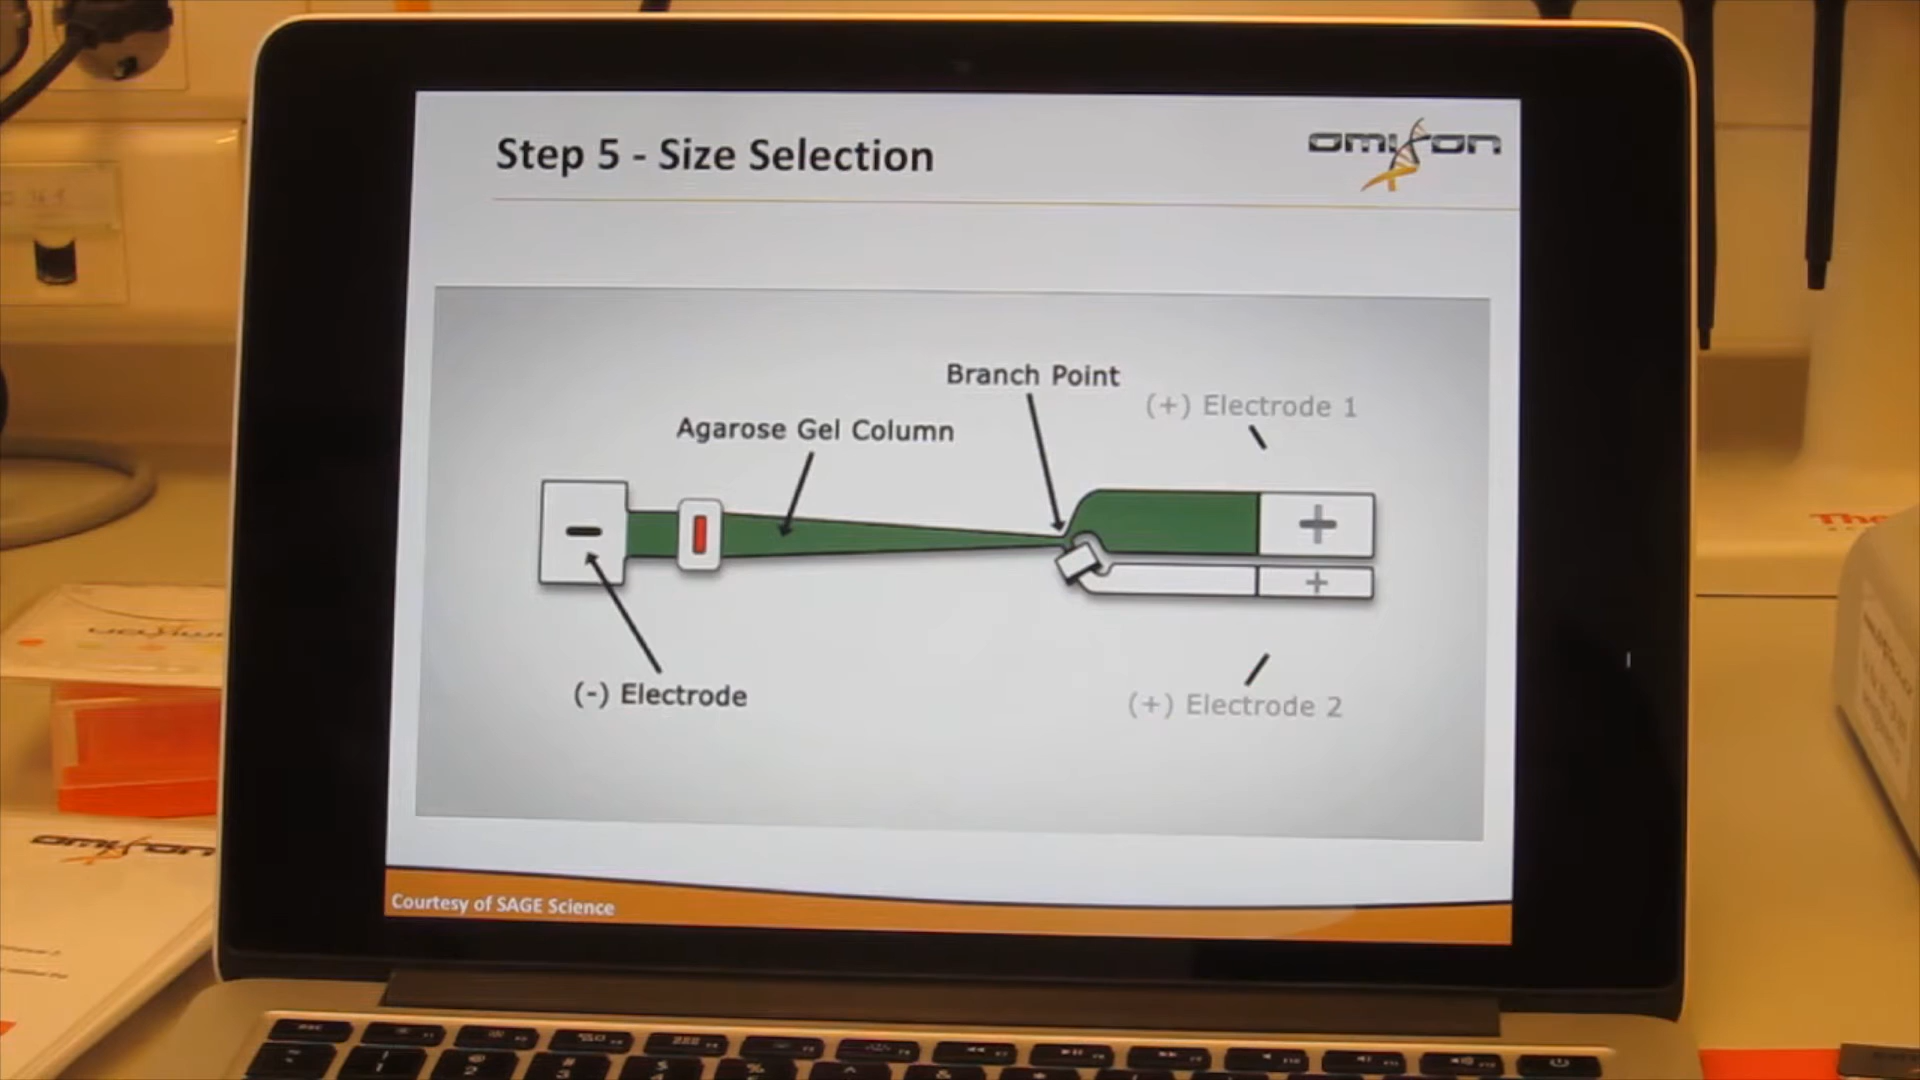 Step 5 - Size Selection
omixon
Branch Point
(+) Electrode 1
Agarose Gel Column
−
+
+
(-) Electrode
(+) Electrode 2
Courtesy of SAGE Science
omixon